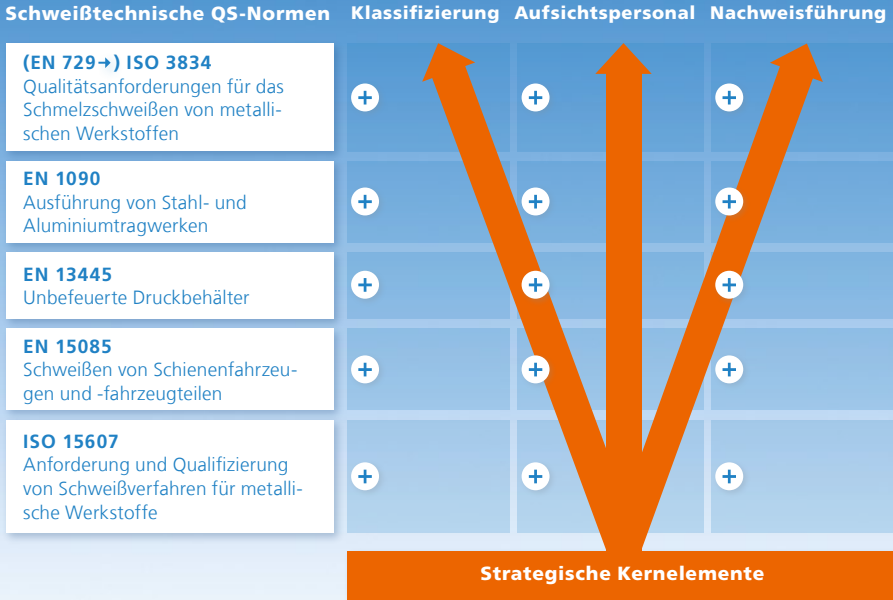 Schweißtechnische QS-Normen Klassifizierung Aufsichtspersonal Nachweisführung
(EN 729→) ISO 3834
Qualitätsanforderungen für das
Schmelzschweißen von metalli-
schen Werkstoffen
+ + +
EN 1090
Ausführung von Stahl- und
Aluminiumtragwerken
+ + +
EN 13445
Unbefeuerte Druckbehälter
+ + +
EN 15085
Schweißen von Schienenfahrzeu-
gen und -fahrzeugteilen
+ + +
ISO 15607
Anforderung und Qualifizierung
von Schweißverfahren für metalli-
sche Werkstoffe
+ + +
Strategische Kernelemente